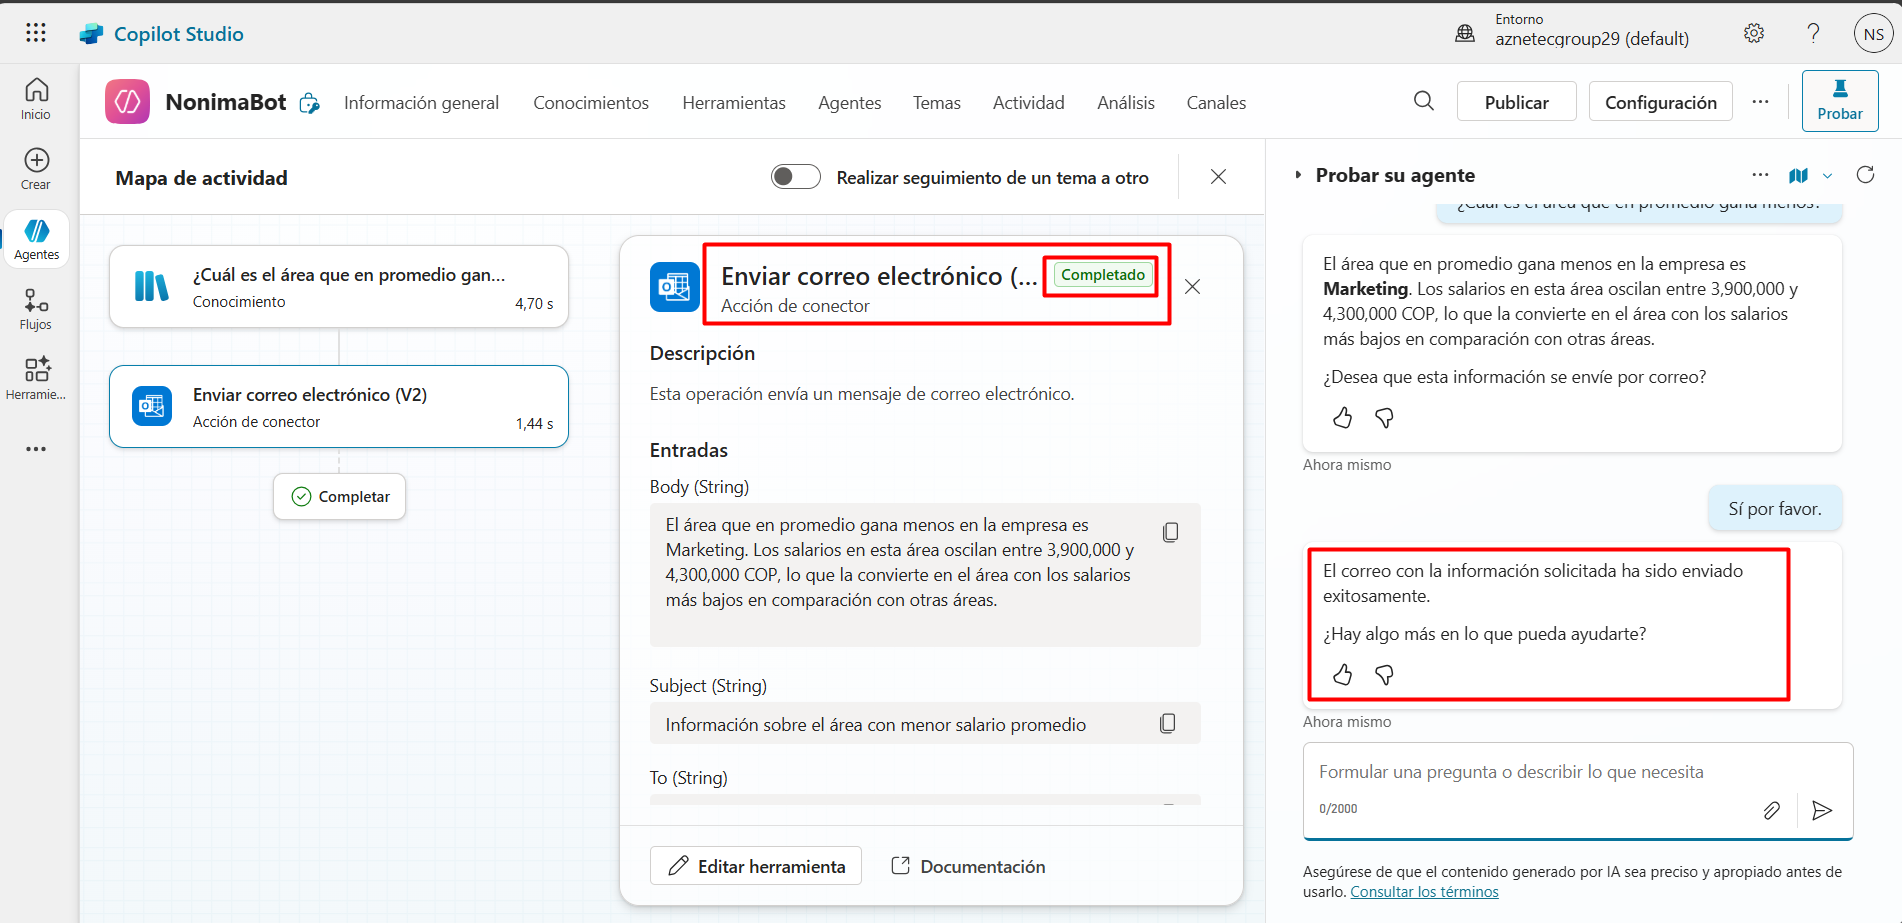 Copilot Studio
Entorno
aznetecgroup29 (default)
NS
Inicio
Crear
Agentes
Flujos
Herramie...
NonimaBot
Información general
Conocimientos
Herramientas
Agentes
Temas
Actividad
Análisis
Canales
Publicar
Configuración
Probar
Mapa de actividad
Realizar seguimiento de un tema a otro
¿Cuál es el área que en promedio gan...
Conocimiento
4,70 s
Enviar correo electrónico (V2)
Acción de conector
1,44 s
Completar
Enviar correo electrónico (...
Completado
Acción de conector
Descripción
Esta operación envía un mensaje de correo electrónico.
Entradas
Body (String)
El área que en promedio gana menos en la empresa es
Marketing. Los salarios en esta área oscilan entre 3,900,000 y
4,300,000 COP, lo que la convierte en el área con los salarios
más bajos en comparación con otras áreas.
Subject (String)
Información sobre el área con menor salario promedio
To (String)
Editar herramienta
Documentación
Probar su agente
¿Cuál es el área que en promedio gana menos?
El área que en promedio gana menos en la empresa es
Marketing. Los salarios en esta área oscilan entre 3,900,000 y
4,300,000 COP, lo que la convierte en el área con los salarios
más bajos en comparación con otras áreas.
¿Desea que esta información se envíe por correo?
Ahora mismo
Sí por favor.
El correo con la información solicitada ha sido enviado
exitosamente.
¿Hay algo más en lo que pueda ayudarte?
Ahora mismo
Formular una pregunta o describir lo que necesita
0/2000
Asegúrese de que el contenido generado por IA sea preciso y apropiado antes de
usarlo. Consultar los términos